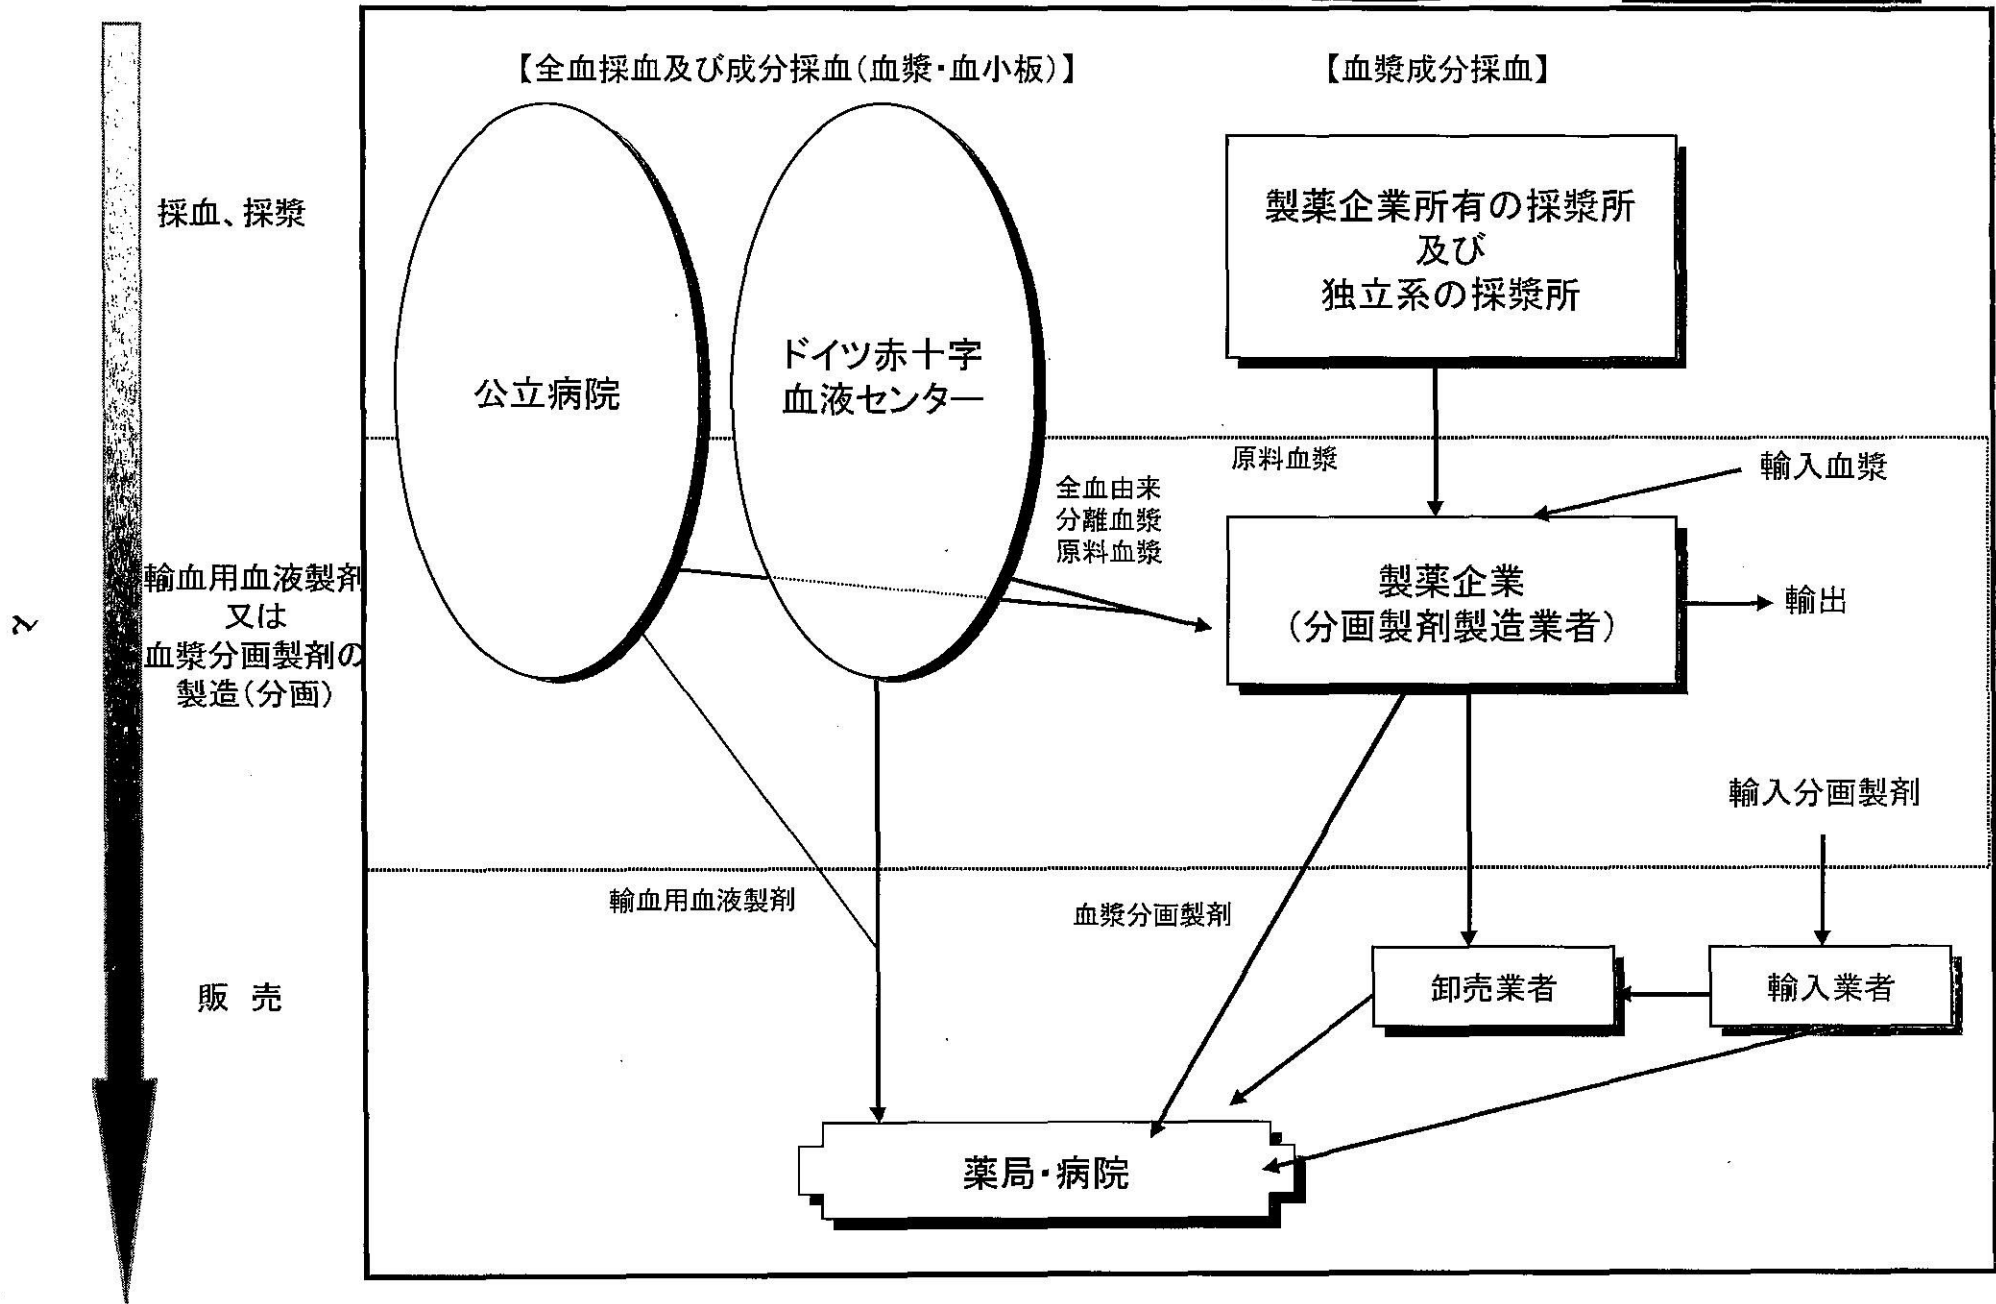 【全血採血及び成分採血(血漿・血小板)】
【血漿成分採血】
採血、採漿
製薬企業所有の採漿所
及び
独立系の採漿所
公立病院
ドイツ赤十字
血液センター
原料血漿
輸入血漿
全血由来
分離血漿
原料血漿
輸血用血液製剤
又は
血漿分画製剤の
製造(分画)
製薬企業
(分画製剤製造業者)
輸出
輸入分画製剤
輸血用血液製剤
血漿分画製剤
販 売
卸売業者
輸入業者
薬局・病院